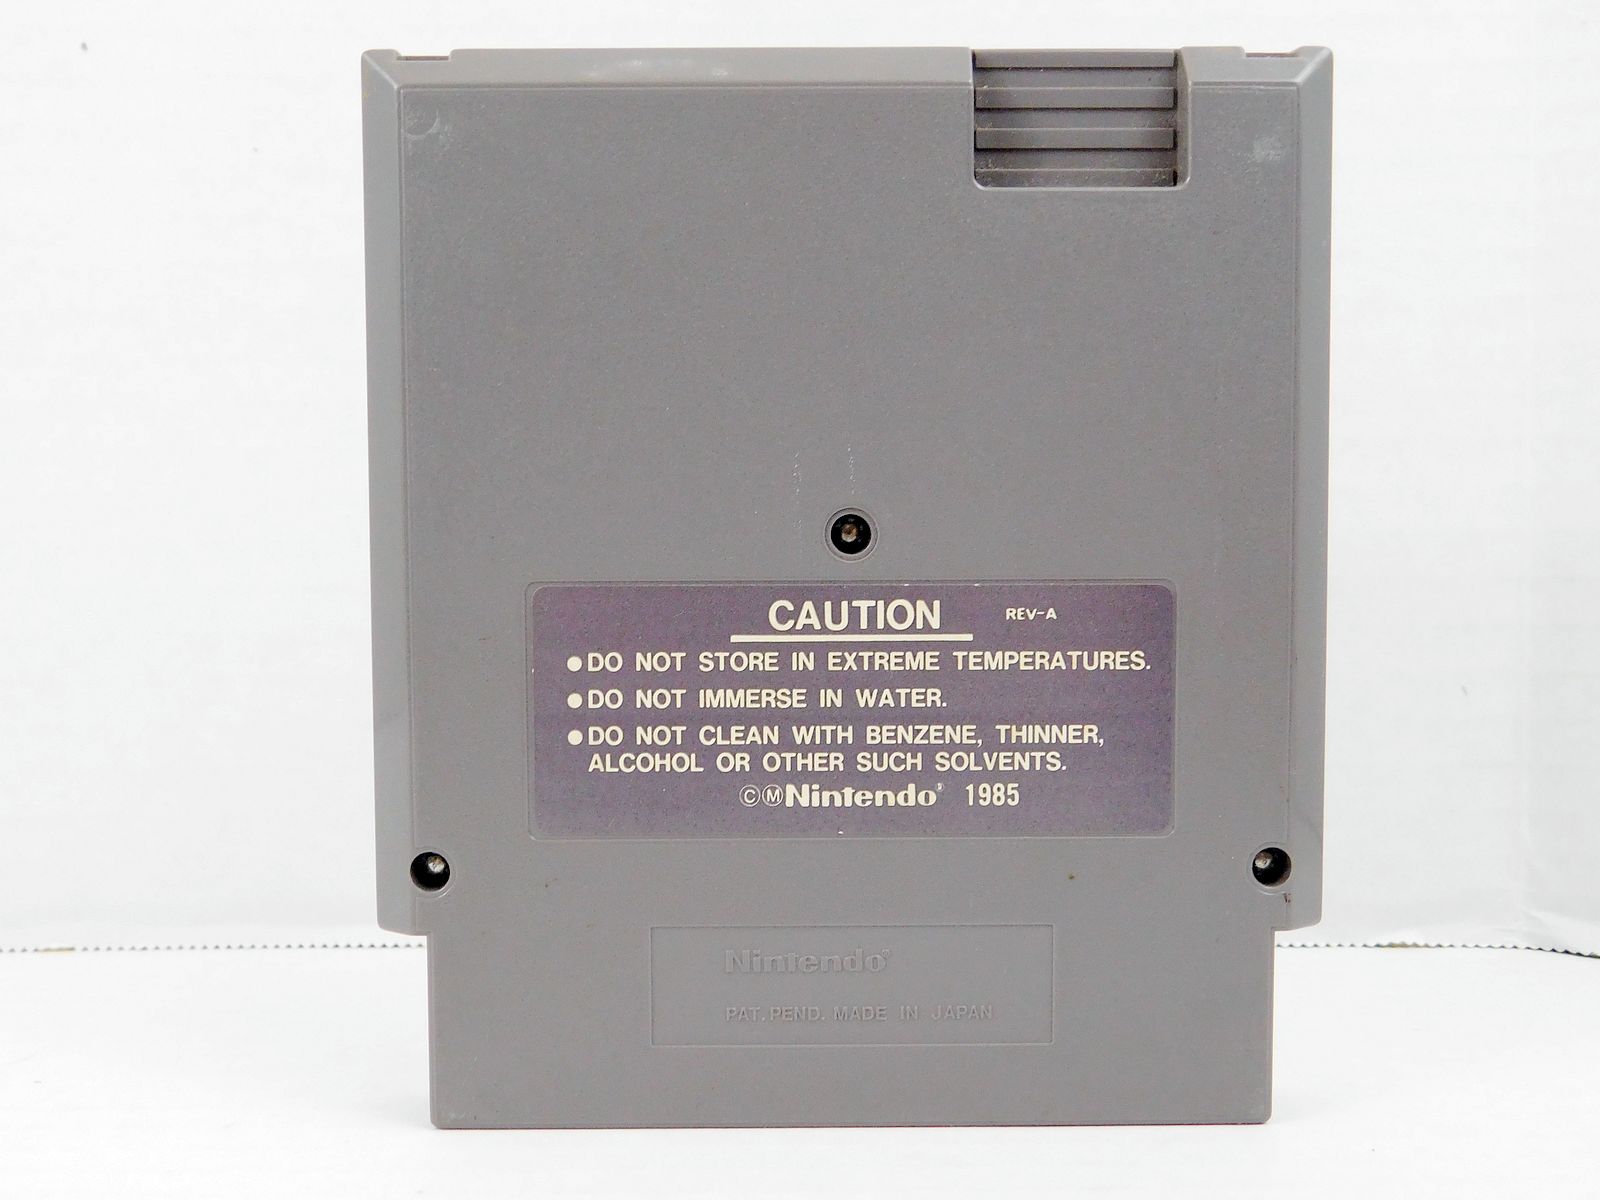 CAUTION REV-A
●DO NOT STORE IN EXTREME TEMPERATURES.
●DO NOT IMMERSE IN WATER.
●DO NOT CLEAN WITH BENZENE, THINNER,
ALCOHOL OR OTHER SUCH SOLVENTS.
©ⓂNintendo® 1985
Nintendo®
PAT. PEND. MADE IN JAPAN